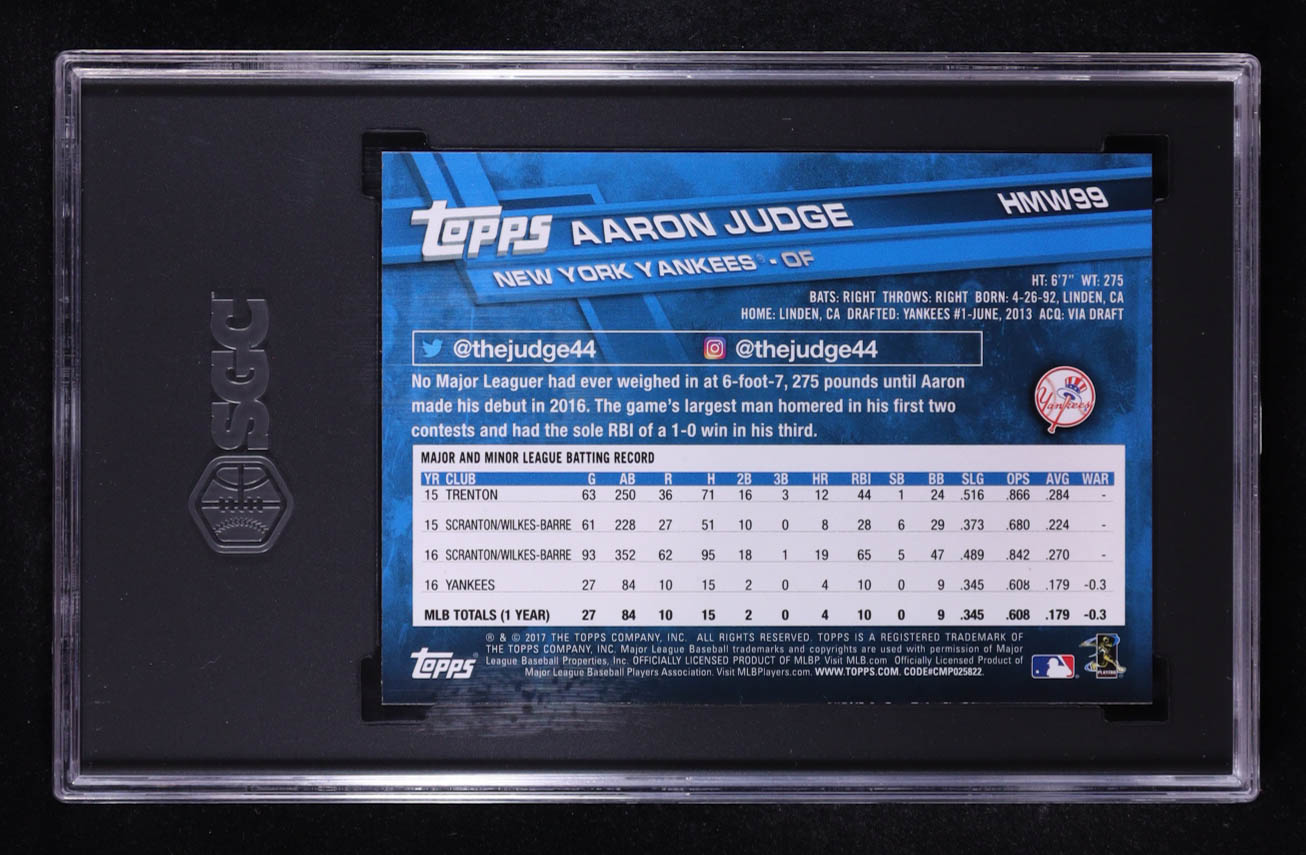 SGC
TOPPS AARON JUDGE HMW99
NEW YORK YANKEES® - OF
HT: 6'7" WT: 275
BATS: RIGHT THROWS: RIGHT BORN: 4-26-92, LINDEN, CA
HOME: LINDEN, CA DRAFTED: YANKEES #1-JUNE, 2013 ACQ: VIA DRAFT
@thejudge44 @thejudge44
No Major Leaguer had ever weighed in at 6-foot-7, 275 pounds until Aaron
made his debut in 2016. The game's largest man homered in his first two
contests and had the sole RBI of a 1-0 win in his third.
Yankees
MAJOR AND MINOR LEAGUE BATTING RECORD
YR CLUB G AB R H 2B 3B HR RBI SB BB SLG OPS AVG WAR
15 TRENTON 63 250 36 71 16 3 12 44 1 24 .516 .866 .284 -
15 SCRANTON/WILKES-BARRE 61 228 27 51 10 0 8 28 6 29 .373 .680 .224 -
16 SCRANTON/WILKES-BARRE 93 352 62 95 18 1 19 65 5 47 .489 .842 .270 -
16 YANKEES 27 84 10 15 2 0 4 10 0 9 .345 .608 .179 -0.3
MLB TOTALS (1 YEAR) 27 84 10 15 2 0 4 10 0 9 .345 .608 .179 -0.3
TOPPS®
® & © 2017 THE TOPPS COMPANY, INC. ALL RIGHTS RESERVED. TOPPS IS A REGISTERED TRADEMARK OF
THE TOPPS COMPANY, INC. Major League Baseball trademarks and copyrights are used with permission of Major
League Baseball Properties, Inc. OFFICIALLY LICENSED PRODUCT OF MLBP. Visit MLB.com Officially Licensed Product of
Major League Baseball Players Association. Visit MLBPlayers.com. WWW.TOPPS.COM. CODE#CMP025822.